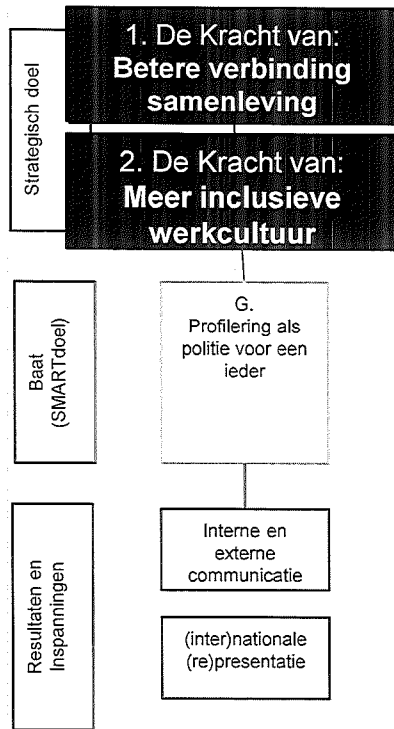 Strategisch doel
1. De Kracht van:
Betere verbinding
samenleving
2. De Kracht van:
Meer inclusieve
werkcultuur
Baat
(SMARTdoel)
G.
Profilering als
politie voor een
ieder
Resultaten en
Inspanningen
Interne en
externe
communicatie
(inter)nationale
(re)presentatie